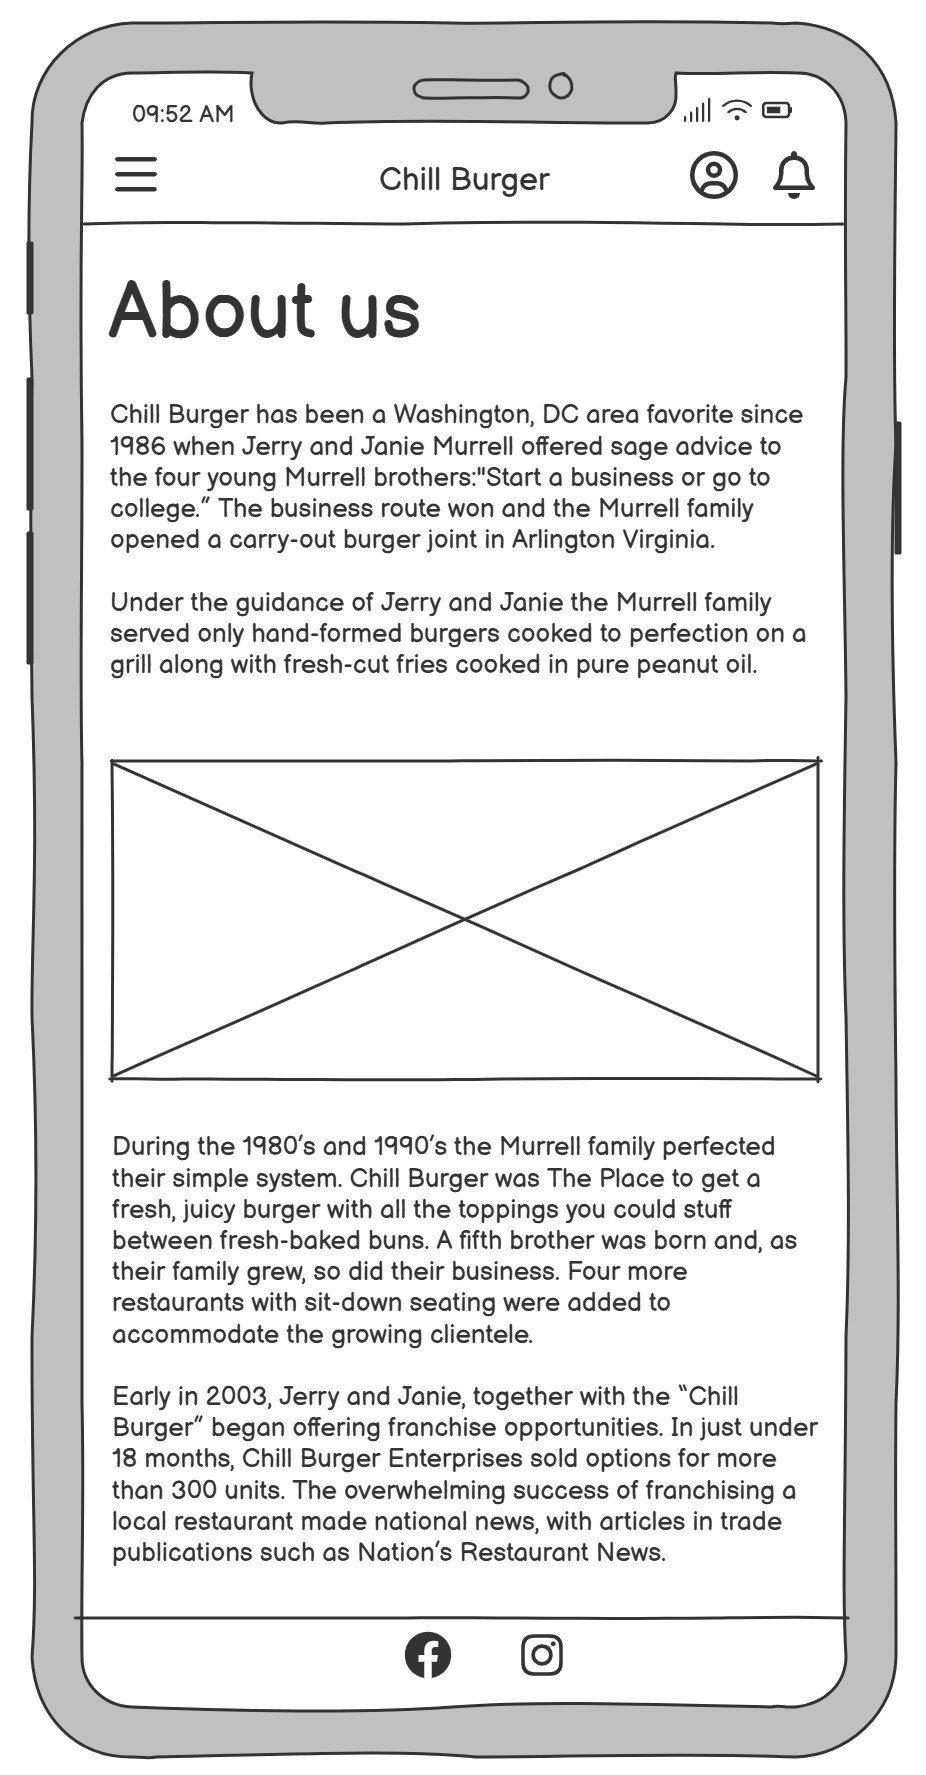 09:52 AM
Chill Burger
About us
Chill Burger has been a Washington, DC area favorite since
1986 when Jerry and Janie Murrell offered sage advice to
the four young Murrell brothers:"Start a business or go to
college.” The business route won and the Murrell family
opened a carry-out burger joint in Arlington Virginia.
Under the guidance of Jerry and Janie the Murrell family
served only hand-formed burgers cooked to perfection on a
grill along with fresh-cut fries cooked in pure peanut oil.
During the 1980’s and 1990’s the Murrell family perfected
their simple system. Chill Burger was The Place to get a
fresh, juicy burger with all the toppings you could stuff
between fresh-baked buns. A fifth brother was born and, as
their family grew, so did their business. Four more
restaurants with sit-down seating were added to
accommodate the growing clientele.
Early in 2003, Jerry and Janie, together with the “Chill
Burger” began offering franchise opportunities. In just under
18 months, Chill Burger Enterprises sold options for more
than 300 units. The overwhelming success of franchising a
local restaurant made national news, with articles in trade
publications such as Nation’s Restaurant News.